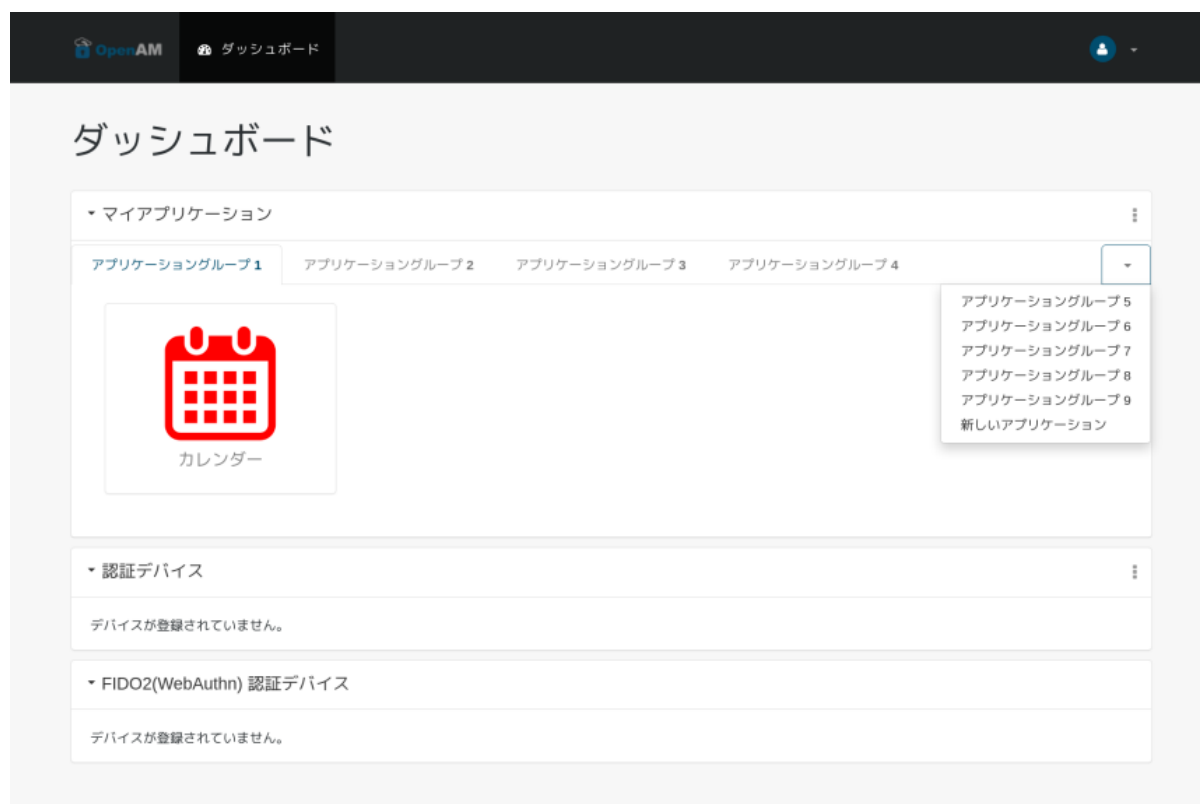 OpenAM ダッシュボード
ダッシュボード
マイアプリケーション
アプリケーショングループ 1 アプリケーショングループ 2 アプリケーショングループ 3 アプリケーショングループ 4
アプリケーショングループ 5
アプリケーショングループ 6
アプリケーショングループ 7
アプリケーショングループ 8
アプリケーショングループ 9
新しいアプリケーション
カレンダー
認証デバイス
デバイスが登録されていません。
FIDO2(WebAuthn) 認証デバイス
デバイスが登録されていません。